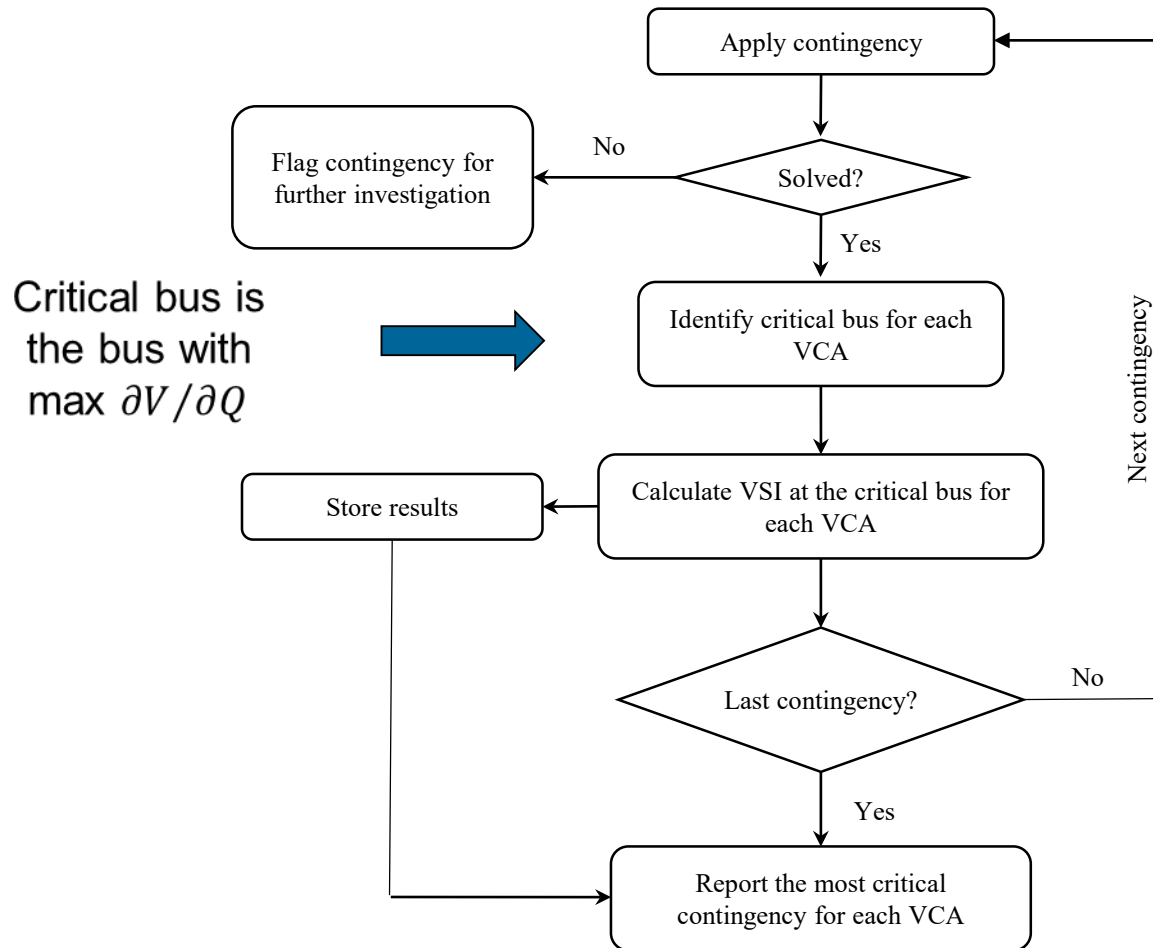 Apply contingency
No
Flag contingency for
further investigation
Solved?
Yes
Critical bus is
the bus with
max ∂V/∂Q
Identify critical bus for each
VCA
Next contingency
Store results
Calculate VSI at the critical bus for
each VCA
Last contingency?
No
Yes
Report the most critical
contingency for each VCA